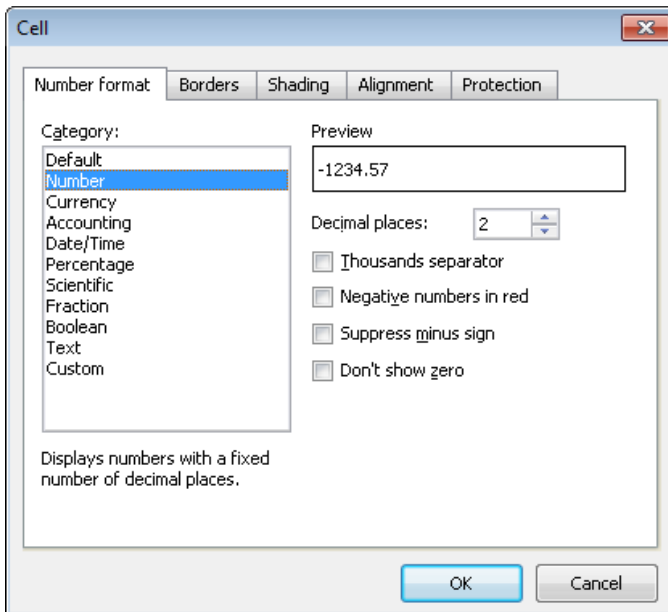 Cell
Number format Borders Shading Alignment Protection
Category:
Default
Number
Currency
Accounting
Date/Time
Percentage
Scientific
Fraction
Boolean
Text
Custom
Displays numbers with a fixed
number of decimal places.
Preview
-1234.57
Decimal places: 2
Thousands separator
Negative numbers in red
Suppress minus sign
Don't show zero
OK Cancel